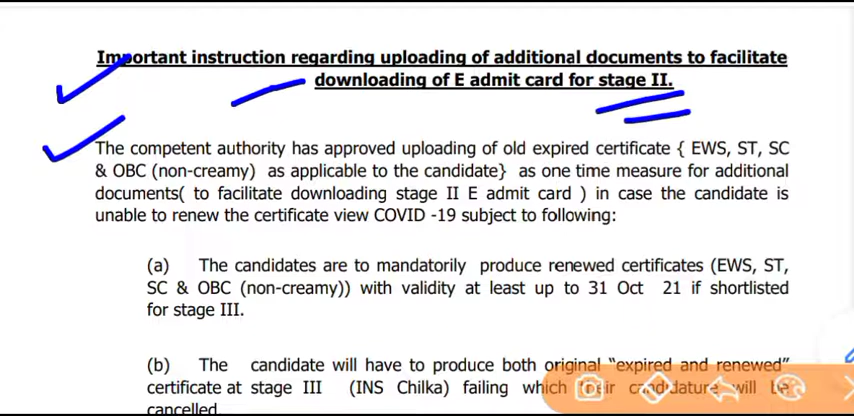 Important instruction regarding uploading of additional documents to facilitate
downloading of E admit card for stage II.
The competent authority has approved uploading of old expired certificate { EWS, ST, SC
& OBC (non-creamy) as applicable to the candidate} as one time measure for additional
documents( to facilitate downloading stage II E admit card ) in case the candidate is
unable to renew the certificate view COVID -19 subject to following:
(a) The candidates are to mandatorily produce renewed certificates (EWS, ST,
SC & OBC (non-creamy)) with validity at least up to 31 Oct 21 if shortlisted
for stage III.
(b) The candidate will have to produce both original “expired and renewed”
certificate at stage III (INS Chilka) failing which their candidature will be
cancelled